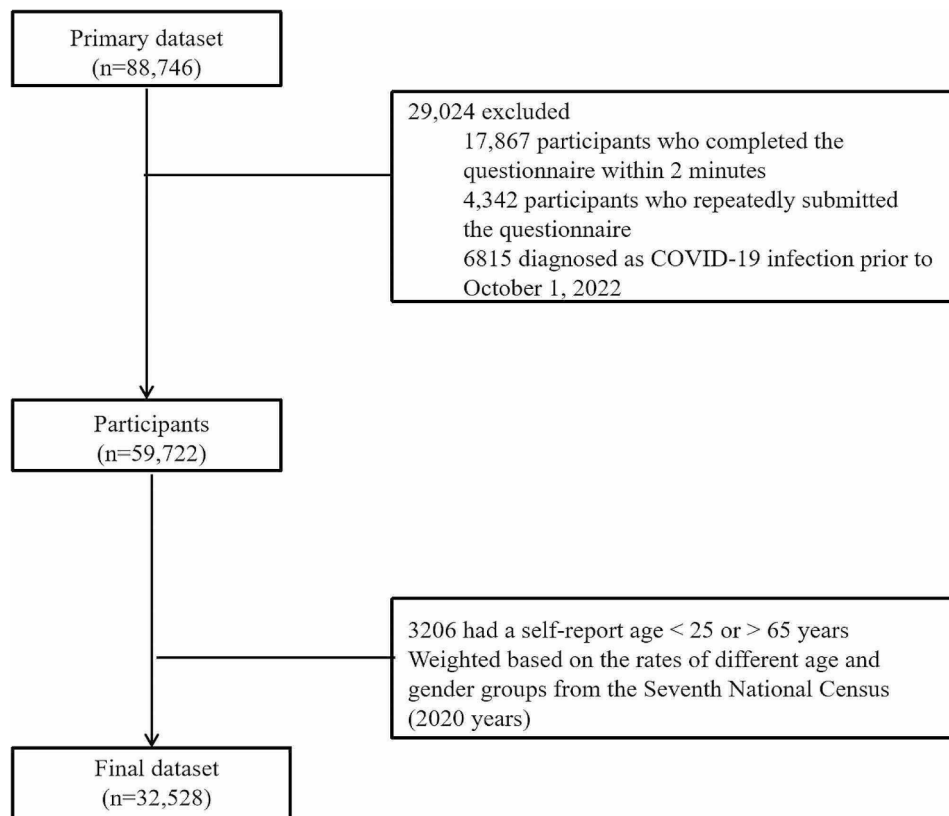 Primary dataset
(n=88,746)
29,024 excluded
17,867 participants who completed the
questionnaire within 2 minutes
4,342 participants who repeatedly submitted
the questionnaire
6815 diagnosed as COVID-19 infection prior to
October 1, 2022
Participants
(n=59,722)
3206 had a self-report age < 25 or > 65 years
Weighted based on the rates of different age and
gender groups from the Seventh National Census
(2020 years)
Final dataset
(n=32,528)